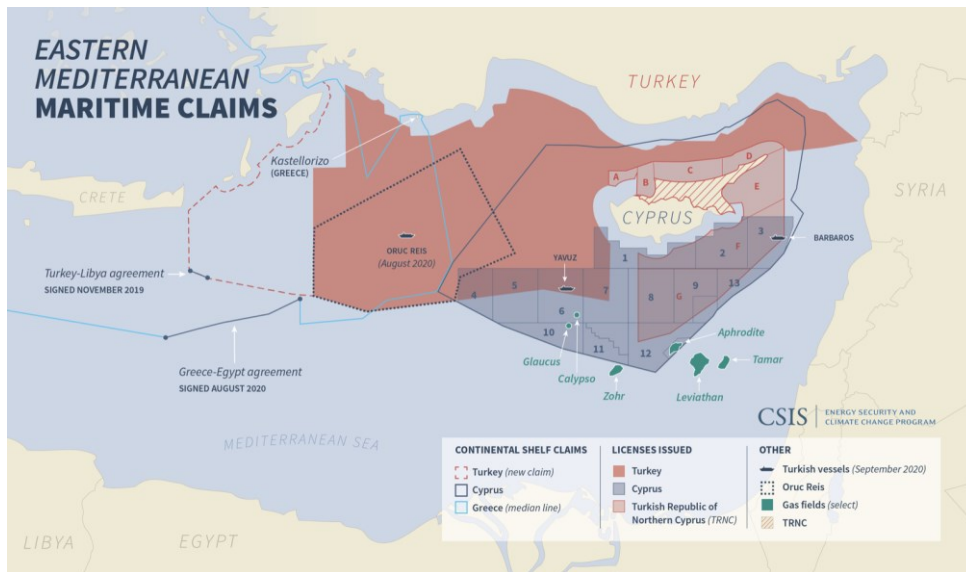 EASTERN
MEDITERRANEAN
MARITIME CLAIMS
TURKEY
Kastellorizo
(GREECE)
CRETE
SYRIA
CYPRUS
A
B
C
D
E
F
G
ORUC REIS
(August 2020)
YAVUZ
BARBAROS
1
2
3
4
5
6
7
8
9
10
11
12
13
Turkey-Libya agreement
SIGNED NOVEMBER 2019
Greece-Egypt agreement
SIGNED AUGUST 2020
Aphrodite
Glaucus
Calypso
Zohr
Tamar
Leviathan
MEDITERRANEAN SEA
LIBYA
EGYPT
CSIS
ENERGY SECURITY AND
CLIMATE CHANGE PROGRAM
CONTINENTAL SHELF CLAIMS
Turkey (new claim)
Cyprus
Greece (median line)
LICENSES ISSUED
Turkey
Cyprus
Turkish Republic of
Northern Cyprus (TRNC)
OTHER
Turkish vessels (September 2020)
Oruc Reis
Gas fields (select)
TRNC